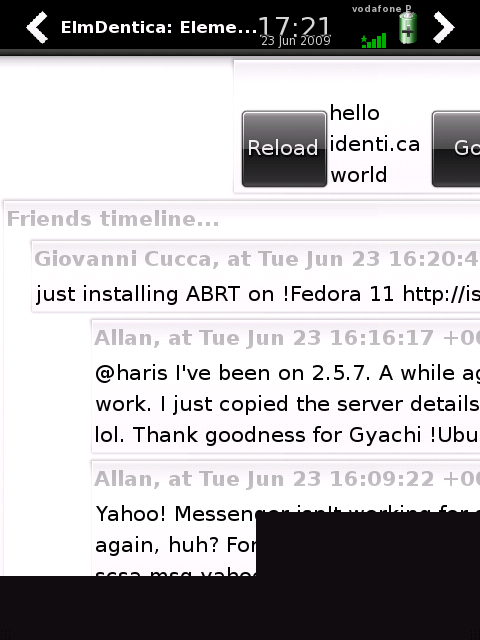 vodafone P
ElmDentica: Eleme...
17:21
23 Jun 2009
hello
Reload
identi.ca
Go
world
Friends timeline...
Giovanni Cucca, at Tue Jun 23 16:20:4
just installing ABRT on !Fedora 11 http://is
Allan, at Tue Jun 23 16:16:17 +00
@haris I've been on 2.5.7. A while ag
work. I just copied the server details
lol. Thank goodness for Gyachi !Ubu
Allan, at Tue Jun 23 16:09:22 +00
Yahoo! Messenger isn't working for
again, huh? For
scsa.msg.yaho